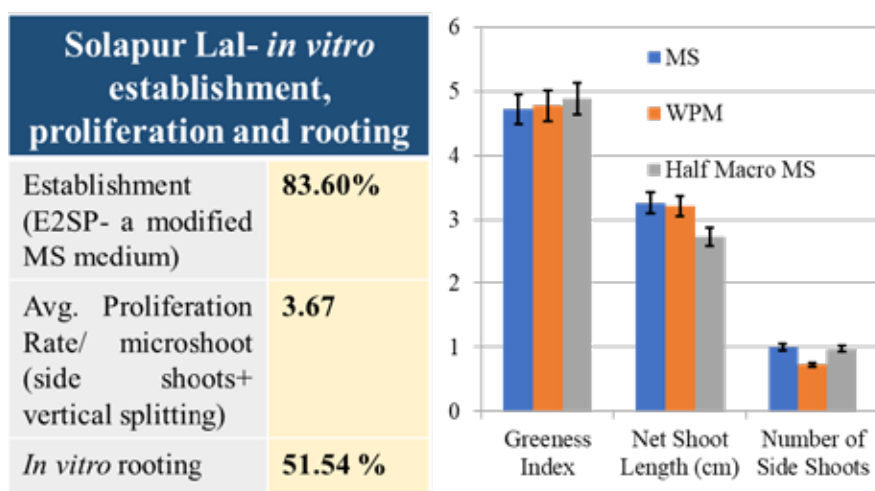 Solapur Lal- in vitro
establishment,
proliferation and rooting
Establishment
(E2SP- a modified
MS medium)
83.60%
Avg. Proliferation
Rate/ microshoot
(side shoots+
vertical splitting)
3.67
In vitro rooting
51.54 %
6
5
4
3
2
1
0
MS
WPM
Half Macro MS
Greeness
Index
Net Shoot
Length (cm)
Number of
Side Shoots